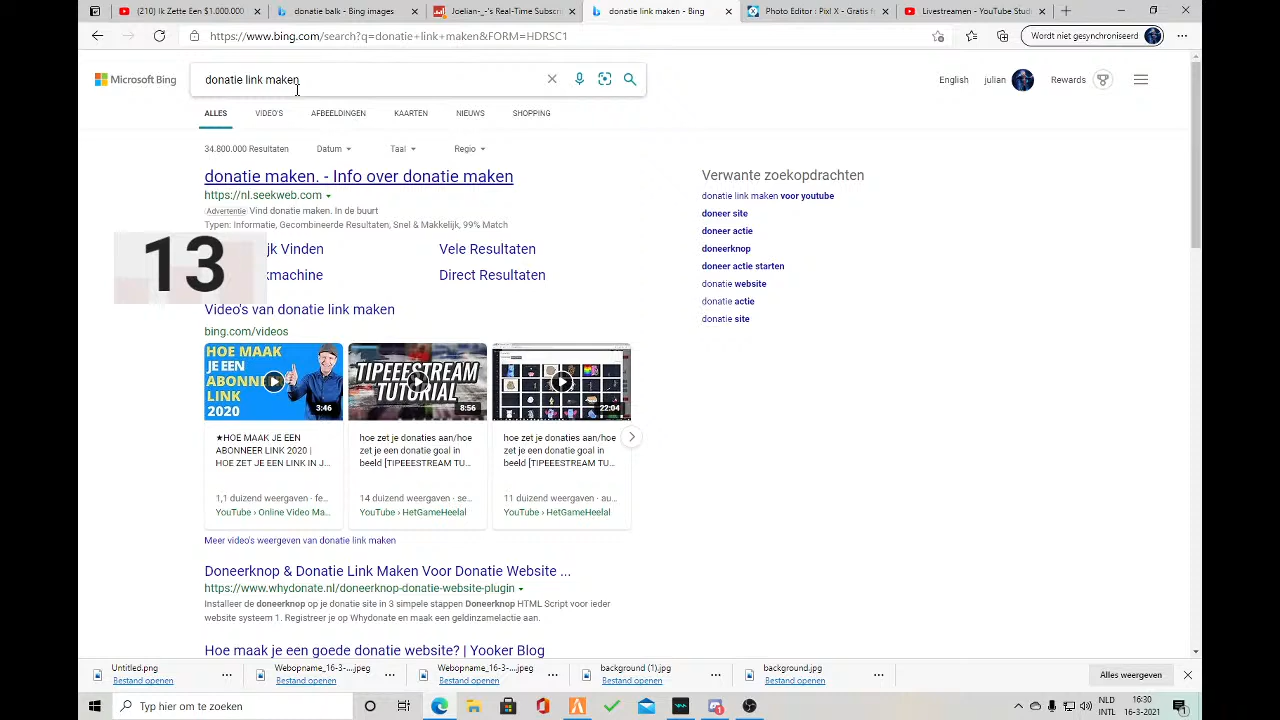 (210) Ik Zette Een $1.000.000
donatie balk - Bing images
Joelian-_-'s Real-Time Subscr
donatie link maken - Bing
Photo Editor : Pixl X - Gratis f
Livestreamen - YouTube Studi
https://www.bing.com/search?q=donatie+link+maken&FORM=HDRSC1
Wordt niet gesynchroniseerd
Microsoft Bing
donatie link maken
English
julian
Rewards
ALLES
VIDEO'S
AFBEELDINGEN
KAARTEN
NIEUWS
SHOPPING
34.800.000 Resultaten
Datum
Taal
Regio
donatie maken. - Info over donatie maken
https://nl.seekweb.com
Advertentie Vind donatie maken. In de buurt
Typen: Informatie, Gecombineerde Resultaten, Snel & Makkelijk, 99% Match
jk Vinden
Vele Resultaten
kmachine
Direct Resultaten
13
Video's van donatie link maken
bing.com/videos
HOE MAAK
JE EEN
ABONNE
LINK
2020
3:46
TIPEEESTREAM
TUTORIAL
8:56
22:04
★HOE MAAK JE EEN
ABONNEER LINK 2020 |
HOE ZET JE EEN LINK IN J...
1,1 duizend weergaven · fe...
YouTube › Online Video Ma...
hoe zet je donaties aan/hoe
zet je een donatie goal in
beeld [TIPEEESTREAM TU...
14 duizend weergaven · se...
YouTube › HetGameHeelal
hoe zet je donaties aan/hoe
zet je een donatie goal in
beeld [TIPEEESTREAM TU...
11 duizend weergaven · au...
YouTube › HetGameHeelal
Meer video's weergeven van donatie link maken
Doneerknop & Donatie Link Maken Voor Donatie Website ...
https://www.whydonate.nl/doneerknop-donatie-website-plugin
Installeer de doneerknop op je donatie site in 3 simpele stappen Doneerknop HTML Script voor ieder
website systeem 1. Registreer je op Whydonate en maak een geldinzamelactie aan.
Hoe maak je een goede donatie website? | Yooker Blog
Verwante zoekopdrachten
donatie link maken voor youtube
doneer site
doneer actie
doneerknop
doneer actie starten
donatie website
donatie actie
donatie site
Untitled.png
Bestand openen
Webopname_16-3-....jpeg
Bestand openen
Webopname_16-3-....jpeg
Bestand openen
background (1).jpg
Bestand openen
background.jpg
Bestand openen
Alles weergeven
Typ hier om te zoeken
NLD
INTL
16:30
16-3-2021